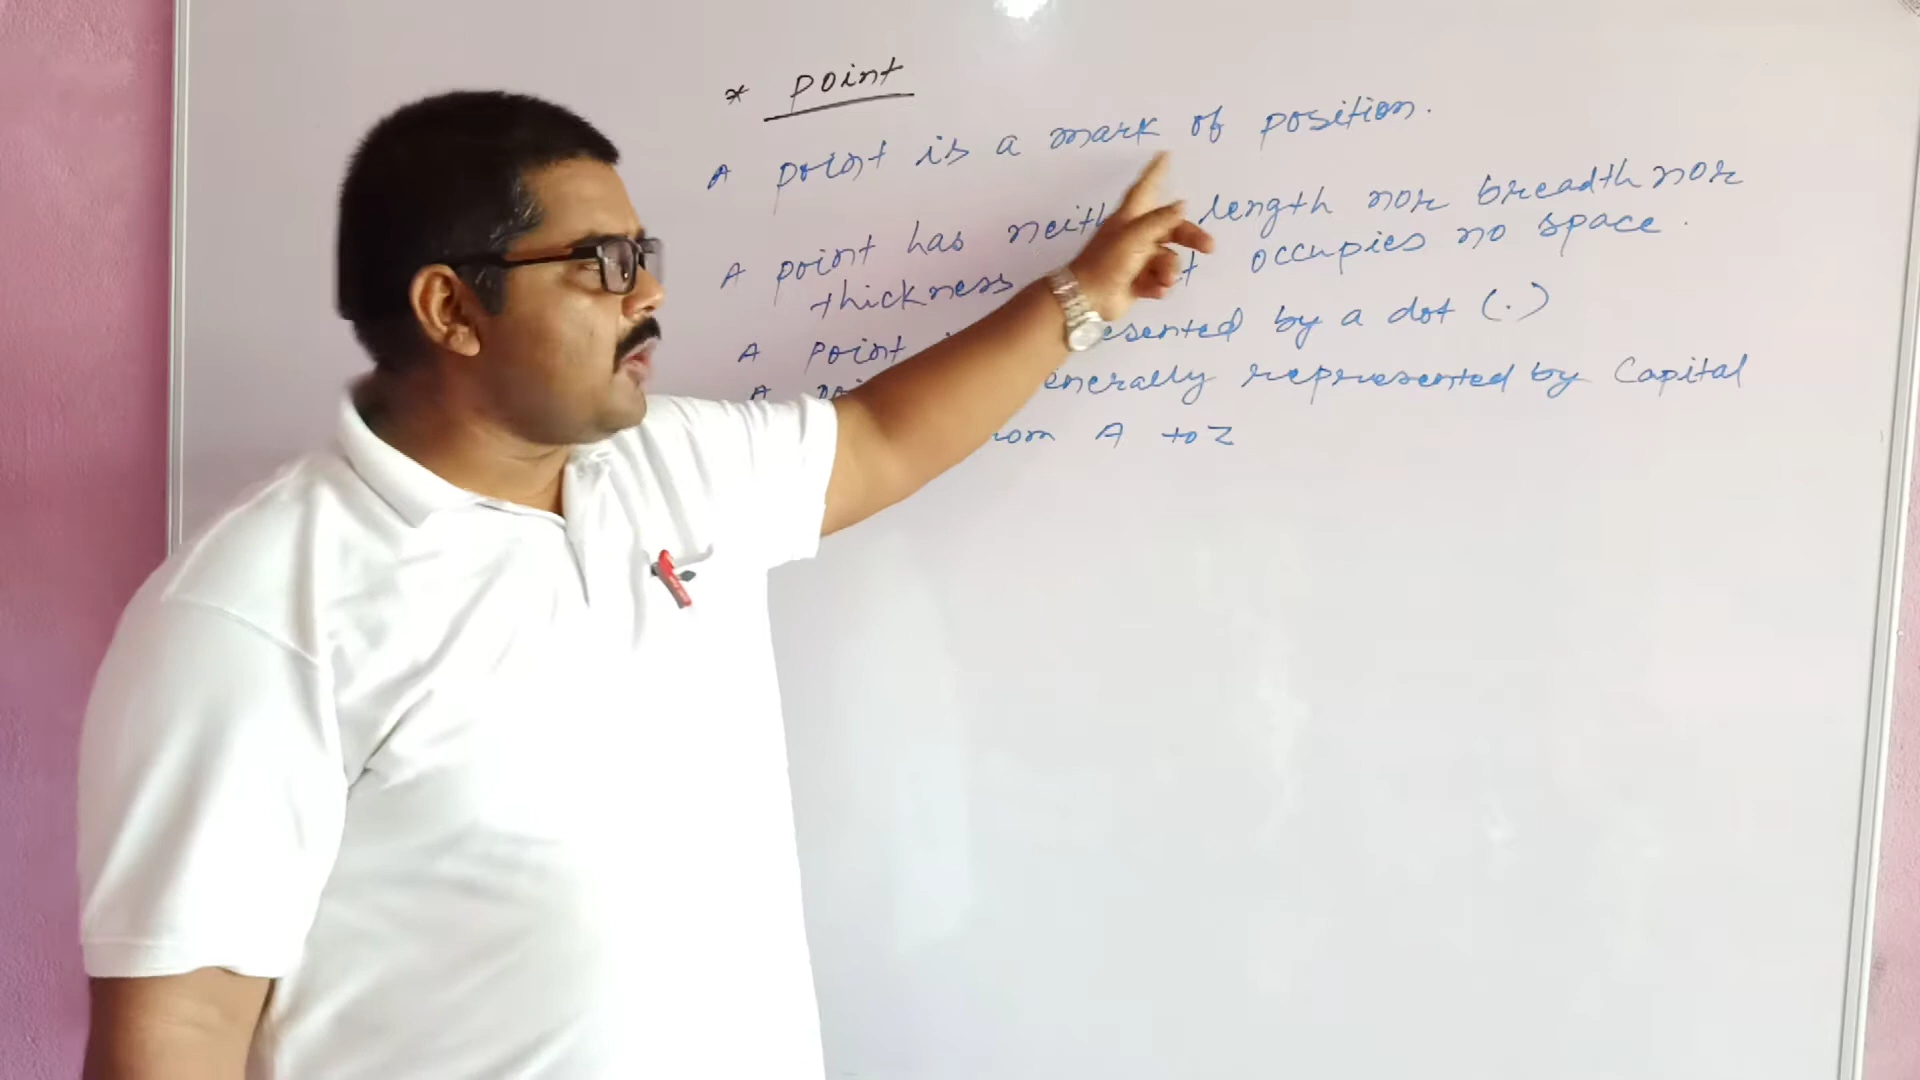 * point
A point is a mark of position.
A point has neith length nor breadth nor
thickness occupies no space.
A point esented by a dot (.)
A enerally represented by Capital
om A to Z